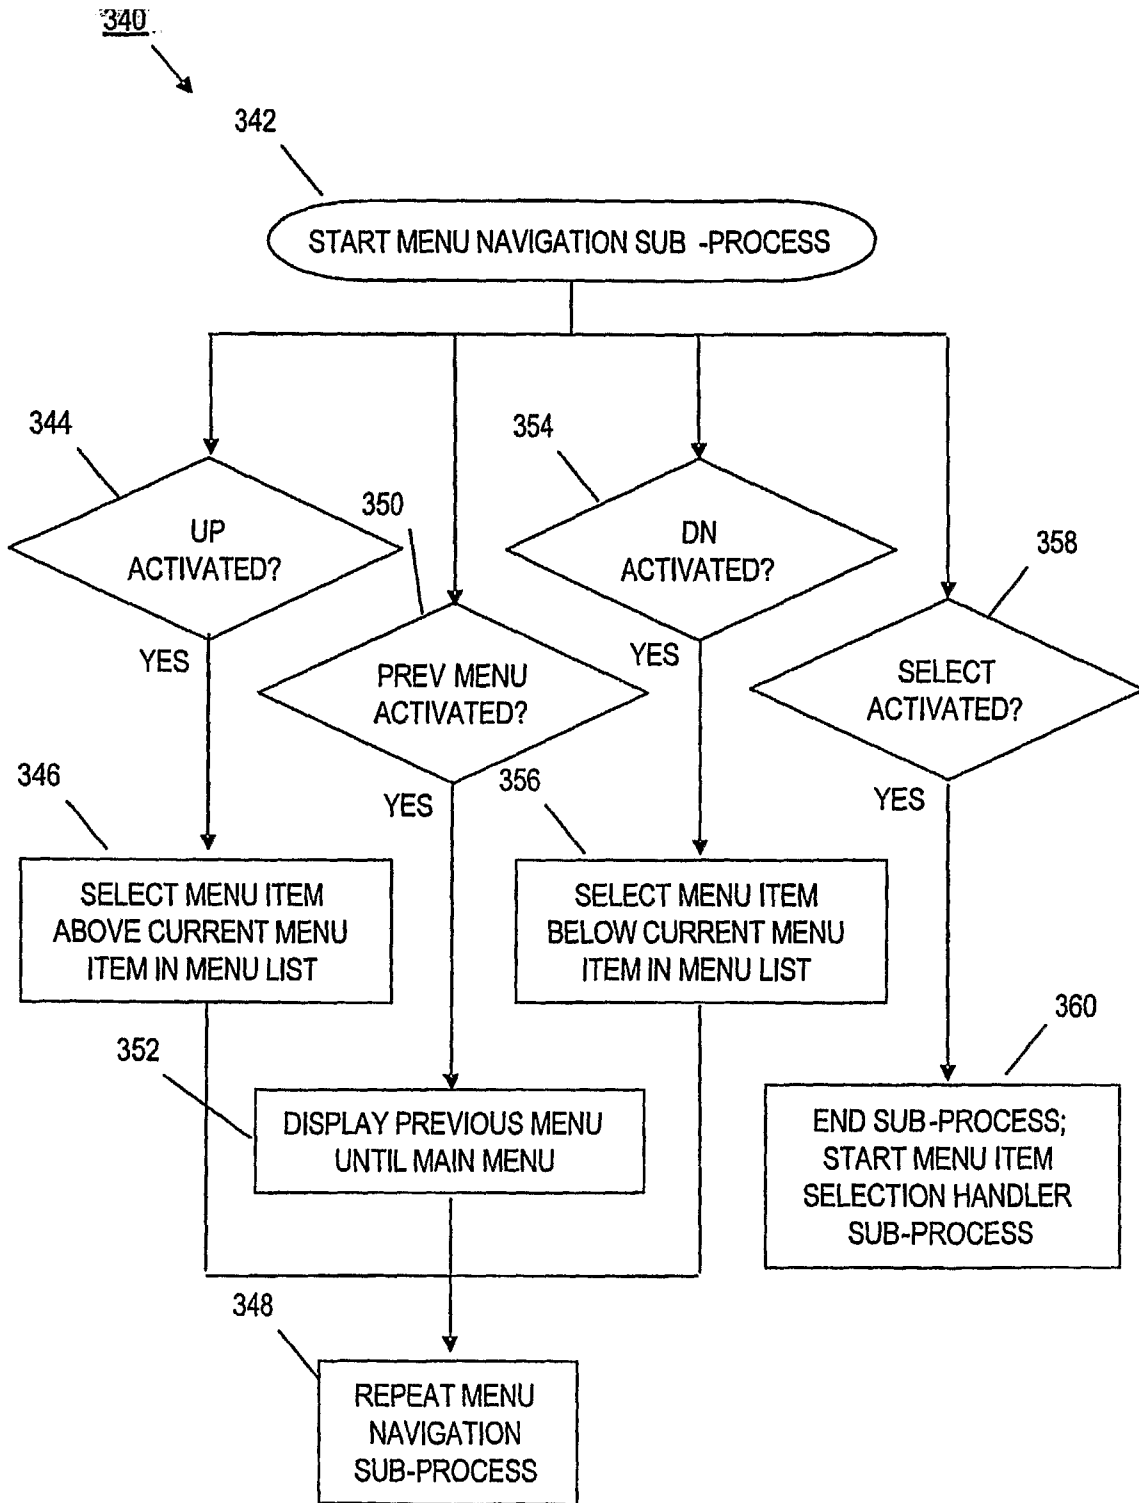 340
342
START MENU NAVIGATION SUB -PROCESS
344
UP
ACTIVATED?
YES
350
PREV MENU
ACTIVATED?
YES
354
DN
ACTIVATED?
YES
358
SELECT
ACTIVATED?
YES
346
SELECT MENU ITEM
ABOVE CURRENT MENU
ITEM IN MENU LIST
356
SELECT MENU ITEM
BELOW CURRENT MENU
ITEM IN MENU LIST
352
DISPLAY PREVIOUS MENU
UNTIL MAIN MENU
360
END SUB-PROCESS;
START MENU ITEM
SELECTION HANDLER
SUB-PROCESS
348
REPEAT MENU
NAVIGATION
SUB-PROCESS